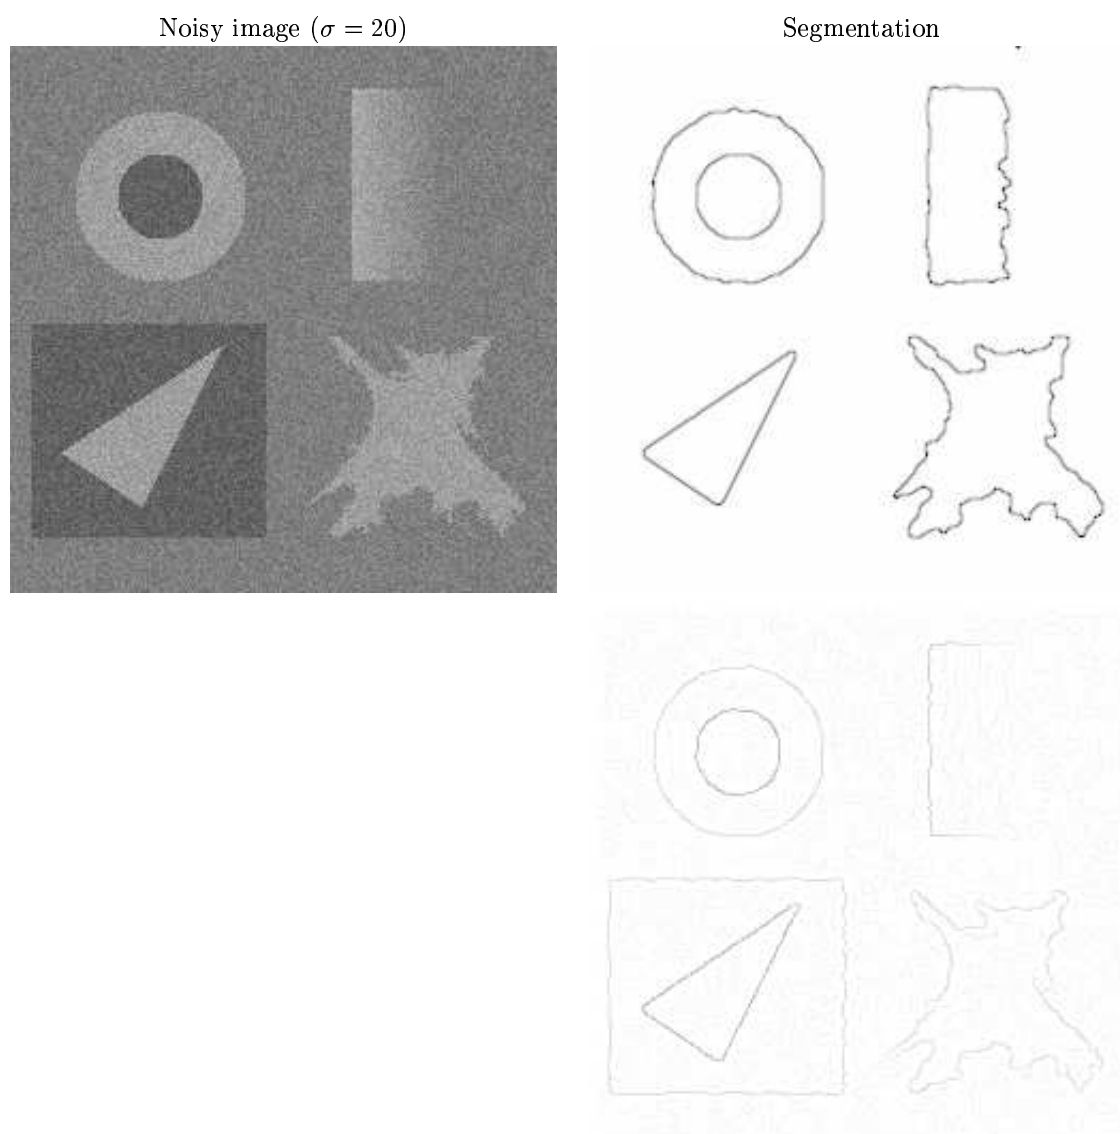 Noisy image (σ = 20)
Segmentation